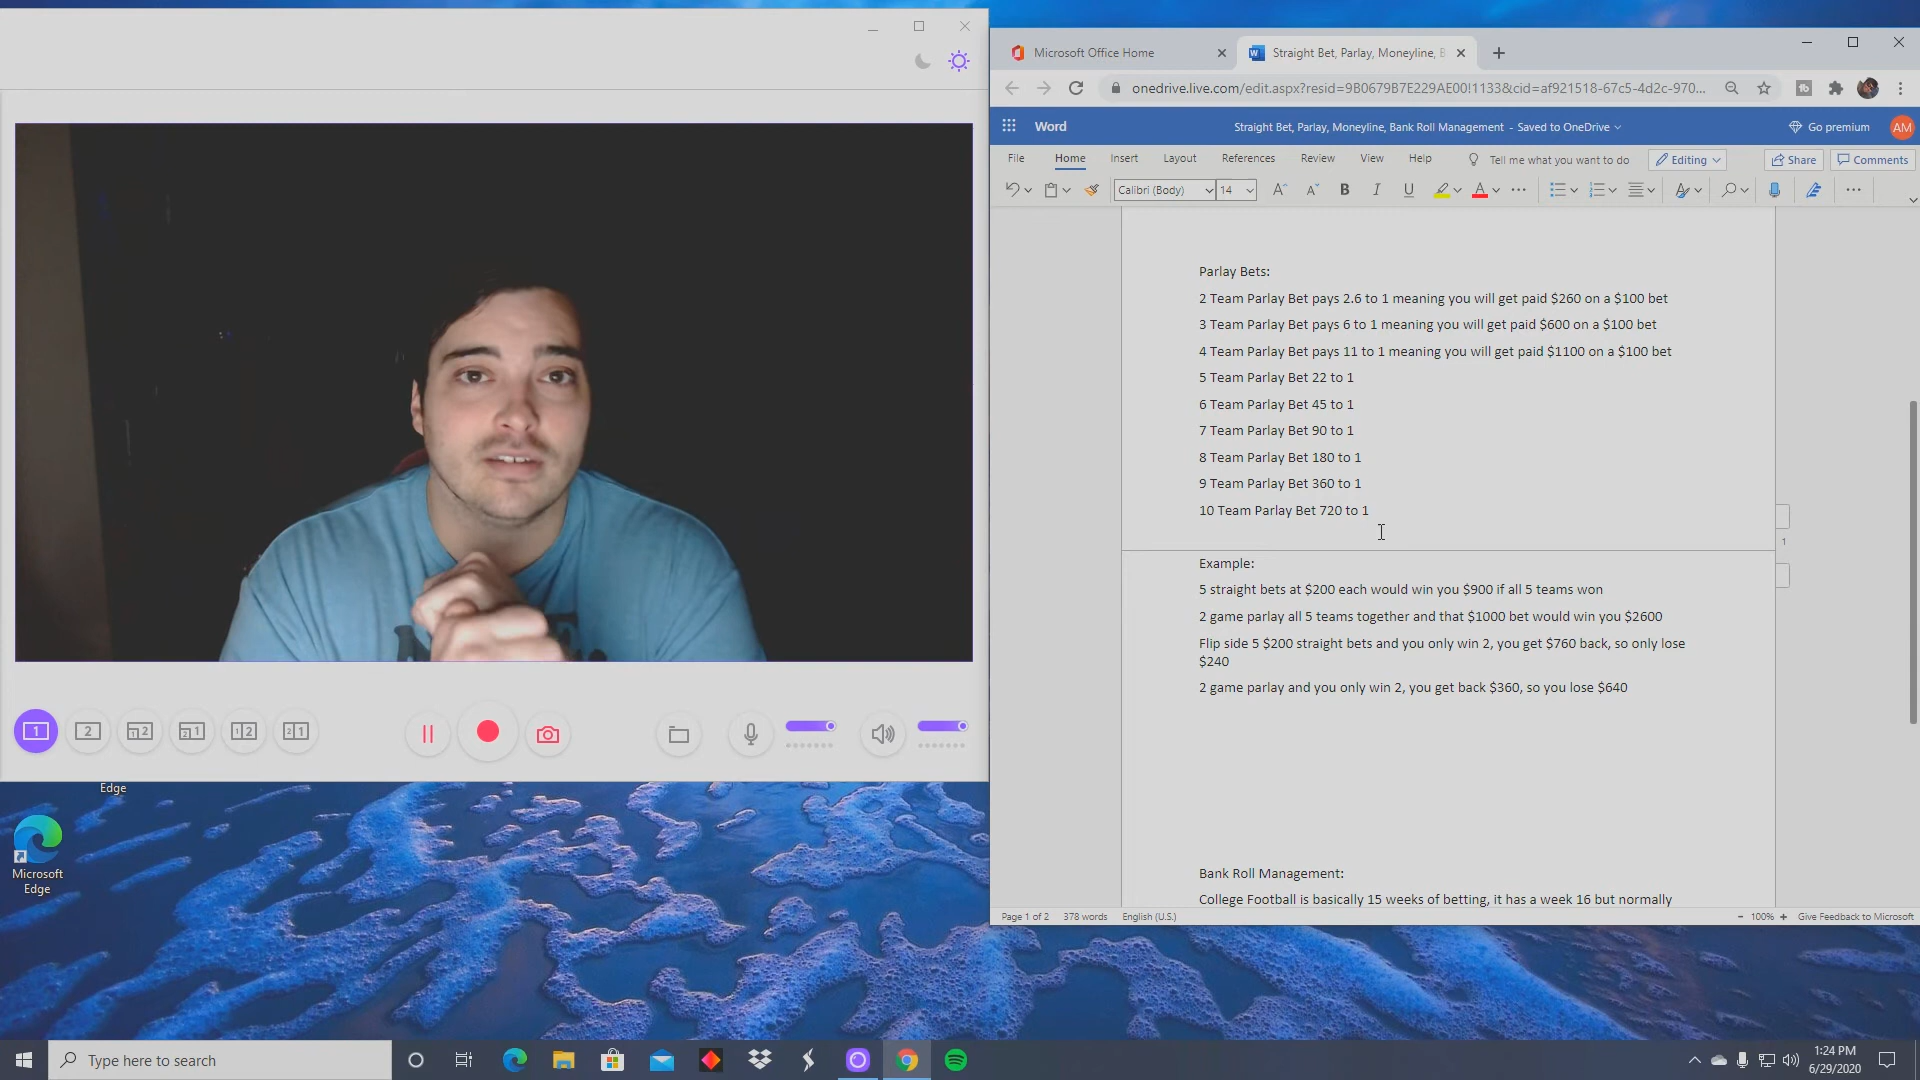 Microsoft Office Home
Straight Bet, Parlay, Moneyline, B
onedrive.live.com/edit.aspx?resid=9B0679B7E229AE00!1133&cid=af921518-67c5-4d2c-970...
Word
Straight Bet, Parlay, Moneyline, Bank Roll Management - Saved to OneDrive
Go premium
AM
File Home Insert Layout References Review View Help Tell me what you want to do Editing Share Comments
Calibri (Body) 14
Parlay Bets:
2 Team Parlay Bet pays 2.6 to 1 meaning you will get paid $260 on a $100 bet
3 Team Parlay Bet pays 6 to 1 meaning you will get paid $600 on a $100 bet
4 Team Parlay Bet pays 11 to 1 meaning you will get paid $1100 on a $100 bet
5 Team Parlay Bet 22 to 1
6 Team Parlay Bet 45 to 1
7 Team Parlay Bet 90 to 1
8 Team Parlay Bet 180 to 1
9 Team Parlay Bet 360 to 1
10 Team Parlay Bet 720 to 1
1
Example:
5 straight bets at $200 each would win you $900 if all 5 teams won
2 game parlay all 5 teams together and that $1000 bet would win you $2600
Flip side 5 $200 straight bets and you only win 2, you get $760 back, so only lose
$240
2 game parlay and you only win 2, you get back $360, so you lose $640
Bank Roll Management:
College Football is basically 15 weeks of betting, it has a week 16 but normally
Page 1 of 2 378 words English (U.S.) - 100% + Give Feedback to Microsoft
1 2 1 2 2 1 1 2 2 1
Edge
Microsoft
Edge
Type here to search
1:24 PM
6/29/2020